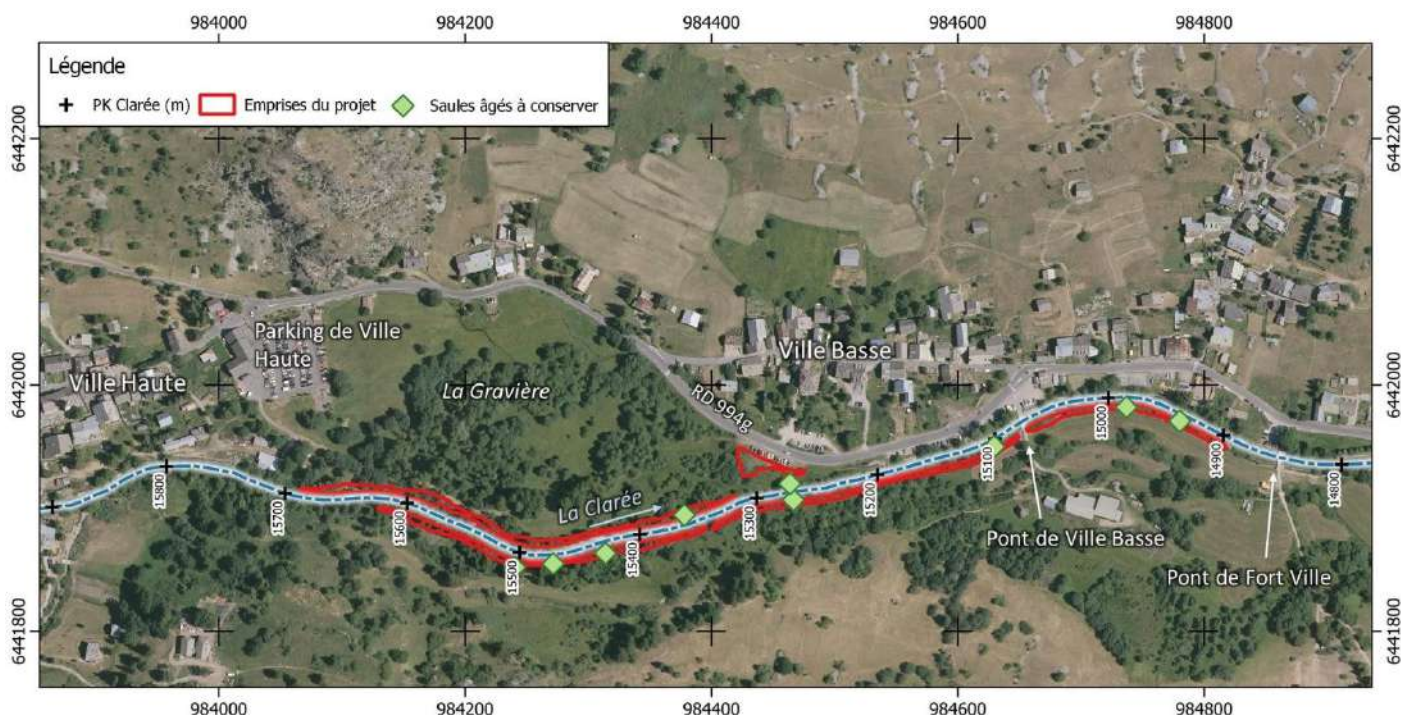 984000 984200 984400 984600 984800
Légende
PK Clarée (m) Emprises du projet Saules âgés à conserver
6442200 6442200
Parking de Ville
Haute
Ville Haute
La Gravière
Ville Basse
RD 994g
6442000 6442000
La Clarée
15800
15700
15600
15500
15400
15300
15200
15100
15000
14900
14800
Pont de Ville Basse
Pont de Fort Ville
6441800 6441800
984000 984200 984400 984600 984800